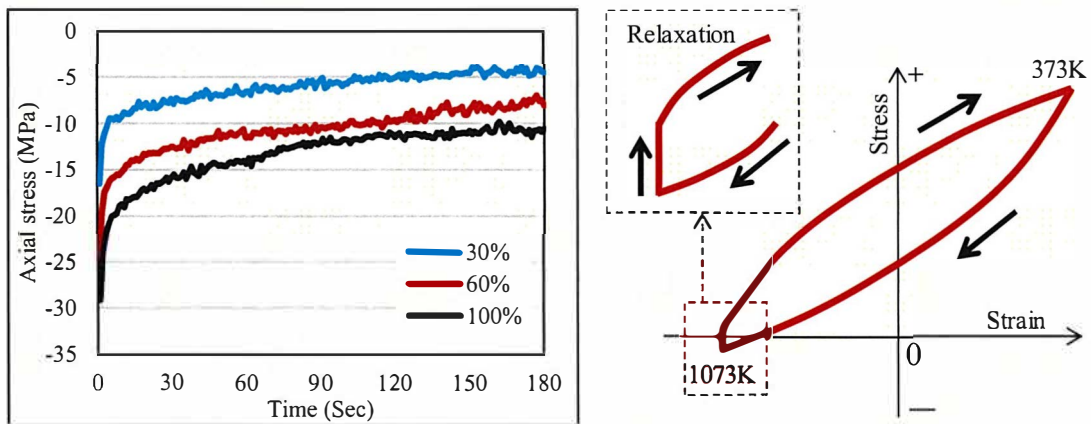 0
-5
-10
-15
-20
-25
-30
-35
Axial stress (MPa)
30%
60%
100%
0 30 60 90 120 150 180
Time (Sec)
Relaxation
+
373K
Stress
Strain
0
1073K
—